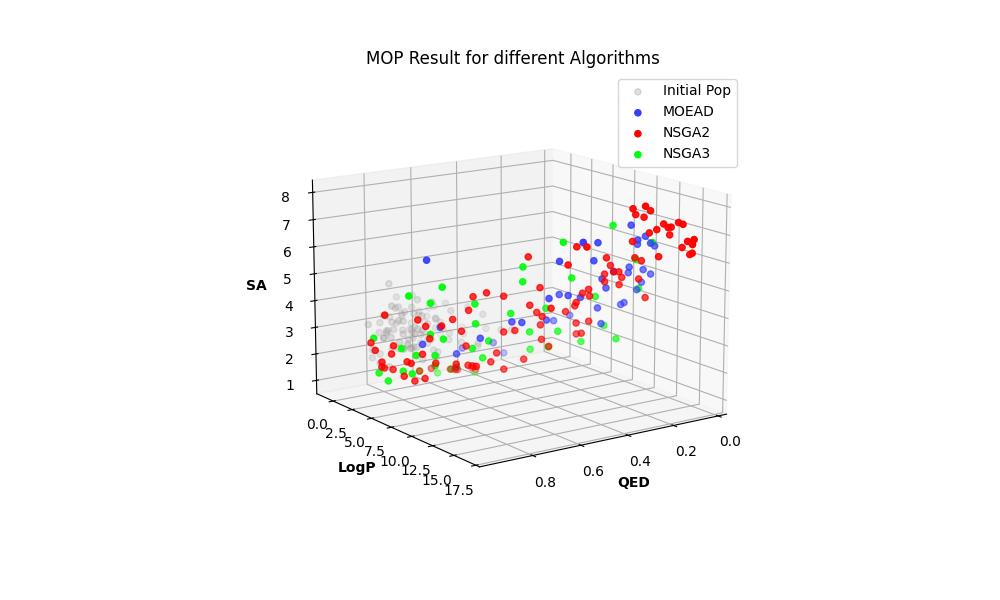 MOP Result for different Algorithms
Initial Pop
MOEAD
NSGA2
NSGA3
8
7
6
5
4
3
2
1
SA
0.0
2.5
5.0
7.5
10.0
12.5
15.0
17.5
LogP
0.8
0.6
0.4
0.2
0.0
QED